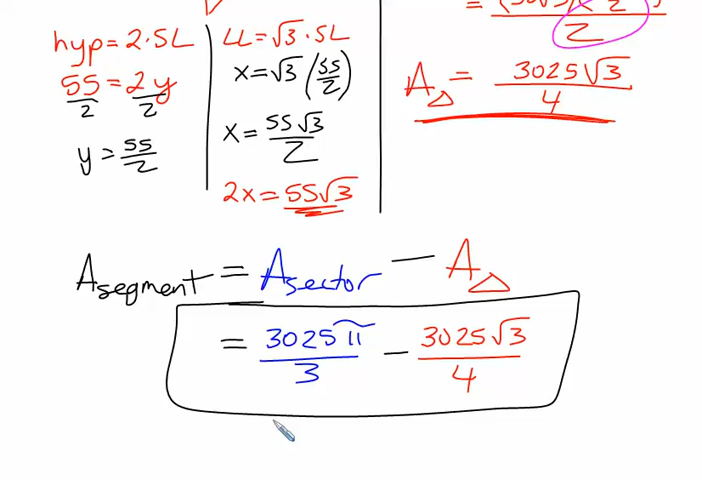 hyp = 2·SL
55 = 2y
2 2
y = 55/2
LL = √3 · SL
x = √3 (55/2)
x = 55√3/2
2x = 55√3
2
A△ = 3025√3/4
Asegment = Asector − A△
= 3025π/3 − 3025√3/4